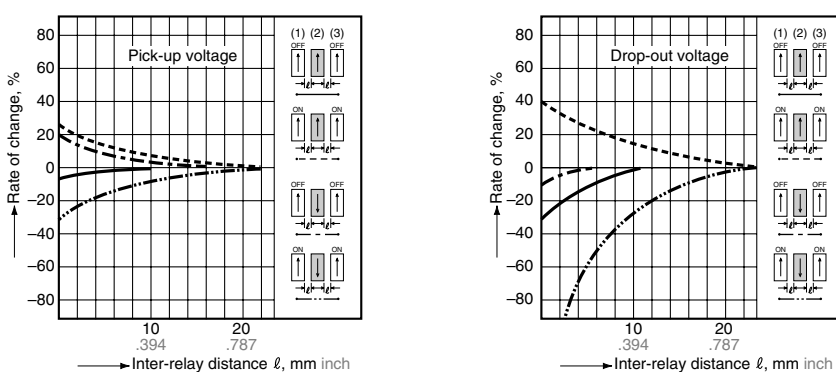 Pick-up voltage
Rate of change, %
80
60
40
20
0
−20
−40
−60
−80
10
.394
20
.787
Inter-relay distance ℓ, mm inch
(1) (2) (3)
OFF OFF
ℓ ℓ
ON ON
ℓ ℓ
OFF OFF
ℓ ℓ
ON ON
ℓ ℓ
Drop-out voltage
Rate of change, %
80
60
40
20
0
−20
−40
−60
−80
10
.394
20
.787
Inter-relay distance ℓ, mm inch
(1) (2) (3)
OFF OFF
ℓ ℓ
ON ON
ℓ ℓ
OFF OFF
ℓ ℓ
ON ON
ℓ ℓ